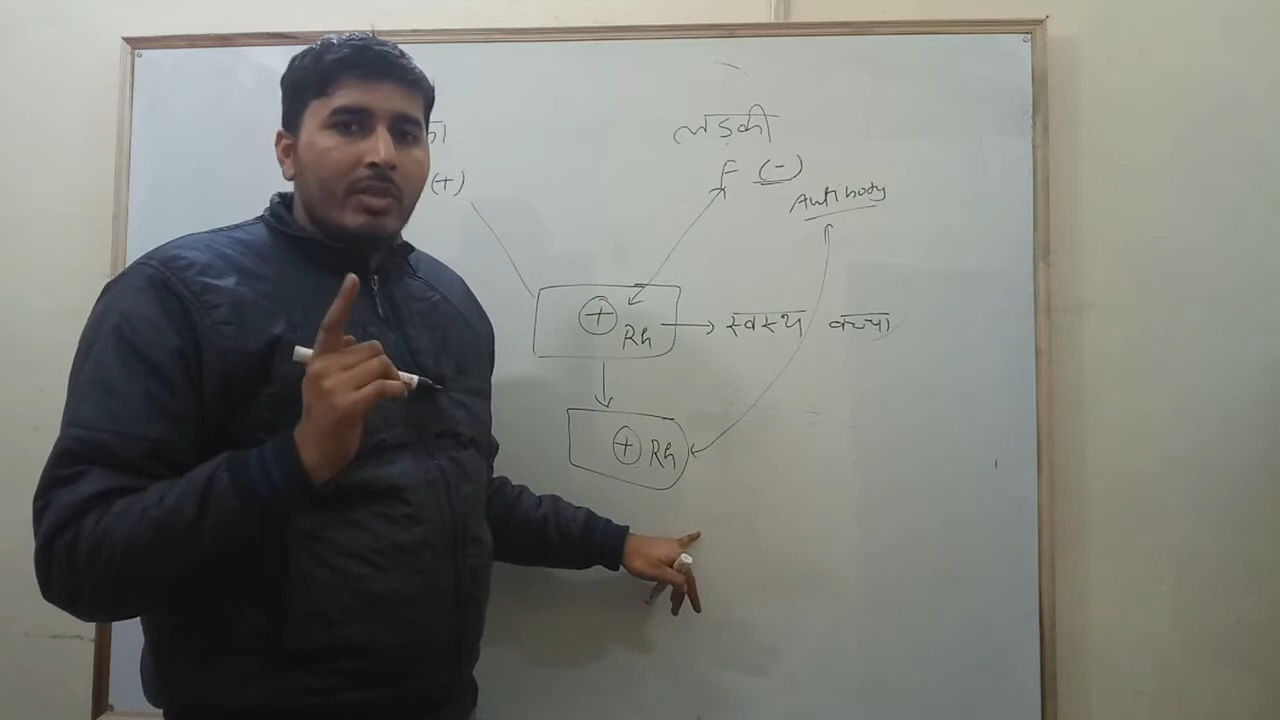 लड़की
(+)
F (-)
Antibody
+ Rh
स्वस्थ बच्चा
+ Rh